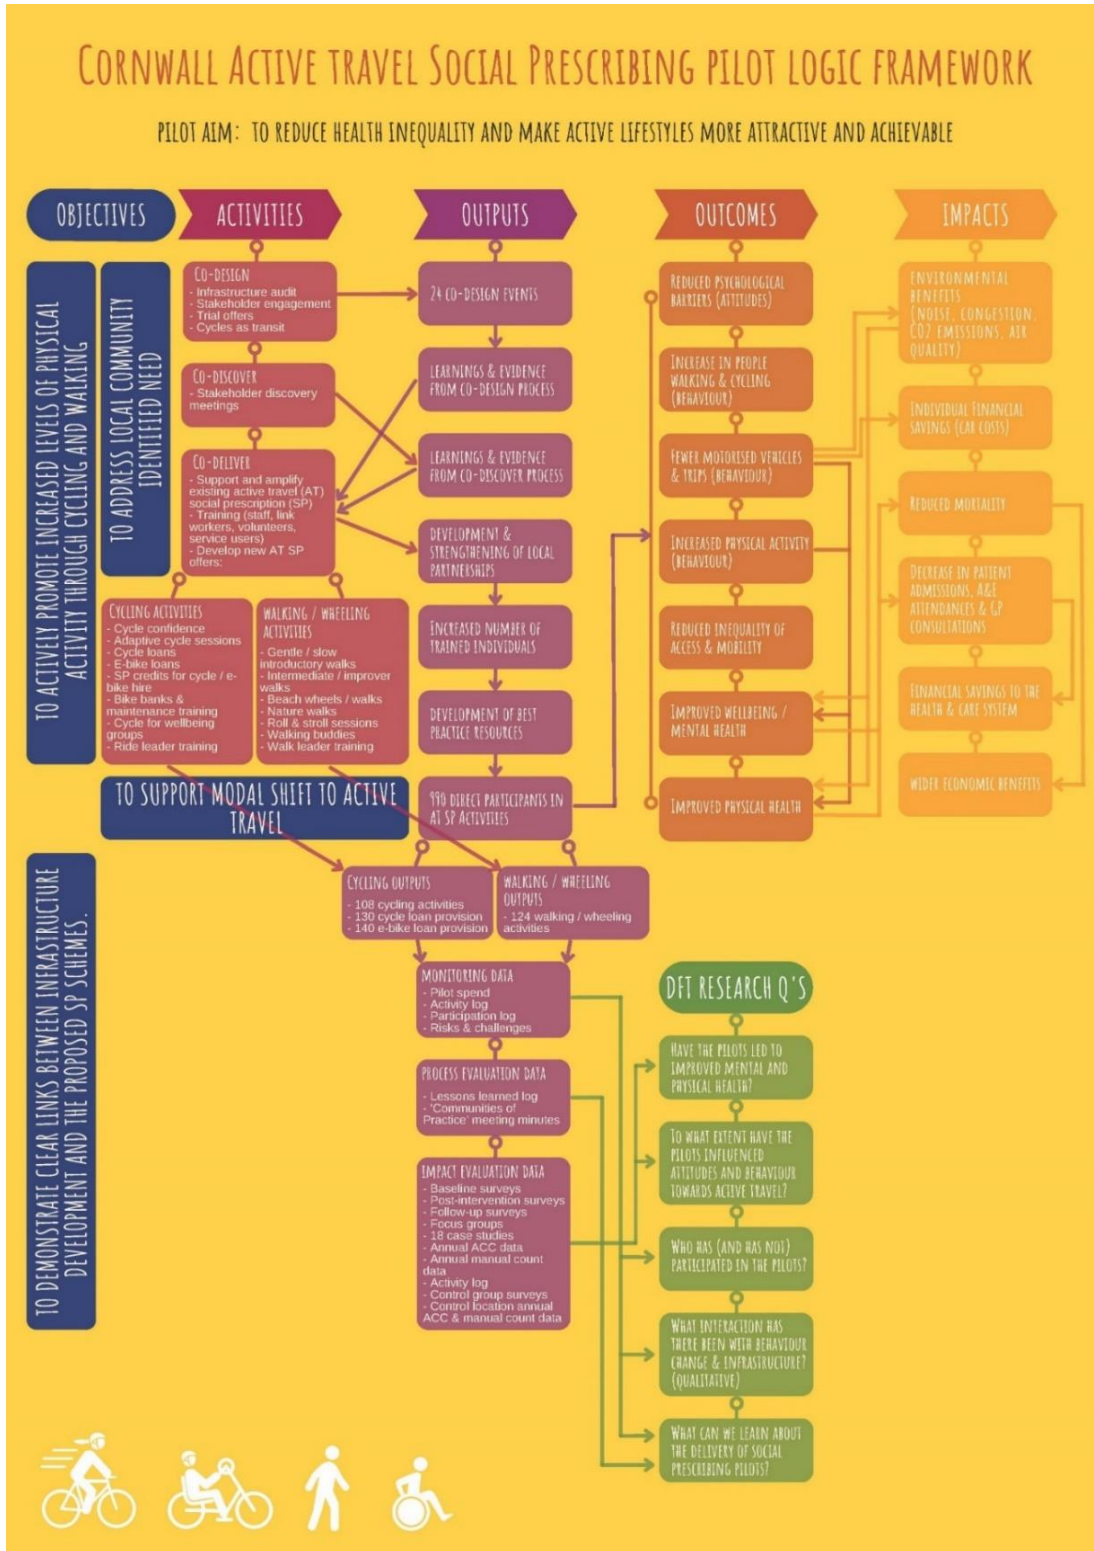 CORNWALL ACTIVE TRAVEL SOCIAL PRESCRIBING PILOT LOGIC FRAMEWORK
PILOT AIM: TO REDUCE HEALTH INEQUALITY AND MAKE ACTIVE LIFESTYLES MORE ATTRACTIVE AND ACHIEVABLE
OBJECTIVES
TO ACTIVELY PROMOTE INCREASED LEVELS OF PHYSICAL
ACTIVITY THROUGH CYCLING AND WALKING
TO ADDRESS LOCAL COMMUNITY
IDENTIFIED NEED
TO SUPPORT MODAL SHIFT TO ACTIVE
TRAVEL
TO DEMONSTRATE CLEAR LINKS BETWEEN INFRASTRUCTURE
DEVELOPMENT AND THE PROPOSED SP SCHEMES.
ACTIVITIES
CO-DESIGN
- Infrastructure audit
- Stakeholder engagement
- Trial offers
- Cycles as transit
CO-DISCOVER
- Stakeholder discovery
meetings
CO-DELIVER
- Support and amplify
existing active travel (AT)
social prescription (SP)
- Training (staff, link
workers, volunteers,
service users)
- Develop new AT SP
offers:
CYCLING ACTIVITIES
- Cycle confidence
- Adaptive cycle sessions
- Cycle loans
- E-bike loans
- SP credits for cycle / e-
bike hire
- Bike banks &
maintenance training
- Cycle for wellbeing
groups
- Ride leader training
WALKING / WHEELING
ACTIVITIES
- Gentle / slow
introductory walks
- Intermediate / improver
walks
- Beach wheels / walks
- Nature walks
- Roll & stroll sessions
- Walking buddies
- Walk leader training
OUTPUTS
24 CO-DESIGN EVENTS
LEARNINGS & EVIDENCE
FROM CO-DESIGN PROCESS
LEARNINGS & EVIDENCE
FROM CO-DISCOVER PROCESS
DEVELOPMENT &
STRENGTHENING OF LOCAL
PARTNERSHIPS
INCREASED NUMBER OF
TRAINED INDIVIDUALS
DEVELOPMENT OF BEST
PRACTICE RESOURCES
990 DIRECT PARTICIPANTS IN
AT SP ACTIVITIES
CYCLING OUTPUTS
- 108 cycling activities
- 130 cycle loan provision
- 140 e-bike loan provision
WALKING / WHEELING
OUTPUTS
- 124 walking / wheeling
activities
MONITORING DATA
- Pilot spend
- Activity log
- Participation log
- Risks & challenges
PROCESS EVALUATION DATA
- Lessons learned log
- 'Communities of
Practice' meeting minutes
IMPACT EVALUATION DATA
- Baseline surveys
- Post-intervention surveys
- Follow-up surveys
- Focus groups
- 18 case studies
- Annual ACC data
- Annual manual count
data
- Activity log
- Control group surveys
- Control location annual
ACC & manual count data
OUTCOMES
REDUCED PSYCHOLOGICAL
BARRIERS (ATTITUDES)
INCREASE IN PEOPLE
WALKING & CYCLING
(BEHAVIOUR)
FEWER MOTORISED VEHICLES
& TRIPS (BEHAVIOUR)
INCREASED PHYSICAL ACTIVITY
(BEHAVIOUR)
REDUCED INEQUALITY OF
ACCESS & MOBILITY
IMPROVED WELLBEING /
MENTAL HEALTH
IMPROVED PHYSICAL HEALTH
IMPACTS
ENVIRONMENTAL
BENEFITS
(NOISE, CONGESTION,
CO2 EMISSIONS, AIR
QUALITY)
INDIVIDUAL FINANCIAL
SAVINGS (CAR COSTS)
REDUCED MORTALITY
DECREASE IN PATIENT
ADMISSIONS, A&E
ATTENDANCES & GP
CONSULTATIONS
FINANCIAL SAVINGS TO THE
HEALTH & CARE SYSTEM
WIDER ECONOMIC BENEFITS
DFT RESEARCH Q'S
HAVE THE PILOTS LED TO
IMPROVED MENTAL AND
PHYSICAL HEALTH?
TO WHAT EXTENT HAVE THE
PILOTS INFLUENCED
ATTITUDES AND BEHAVIOUR
TOWARDS ACTIVE TRAVEL?
WHO HAS (AND HAS NOT)
PARTICIPATED IN THE PILOTS?
WHAT INTERACTION HAS
THERE BEEN WITH BEHAVIOUR
CHANGE & INFRASTRUCTURE?
(QUALITATIVE)
WHAT CAN WE LEARN ABOUT
THE DELIVERY OF SOCIAL
PRESCRIBING PILOTS?